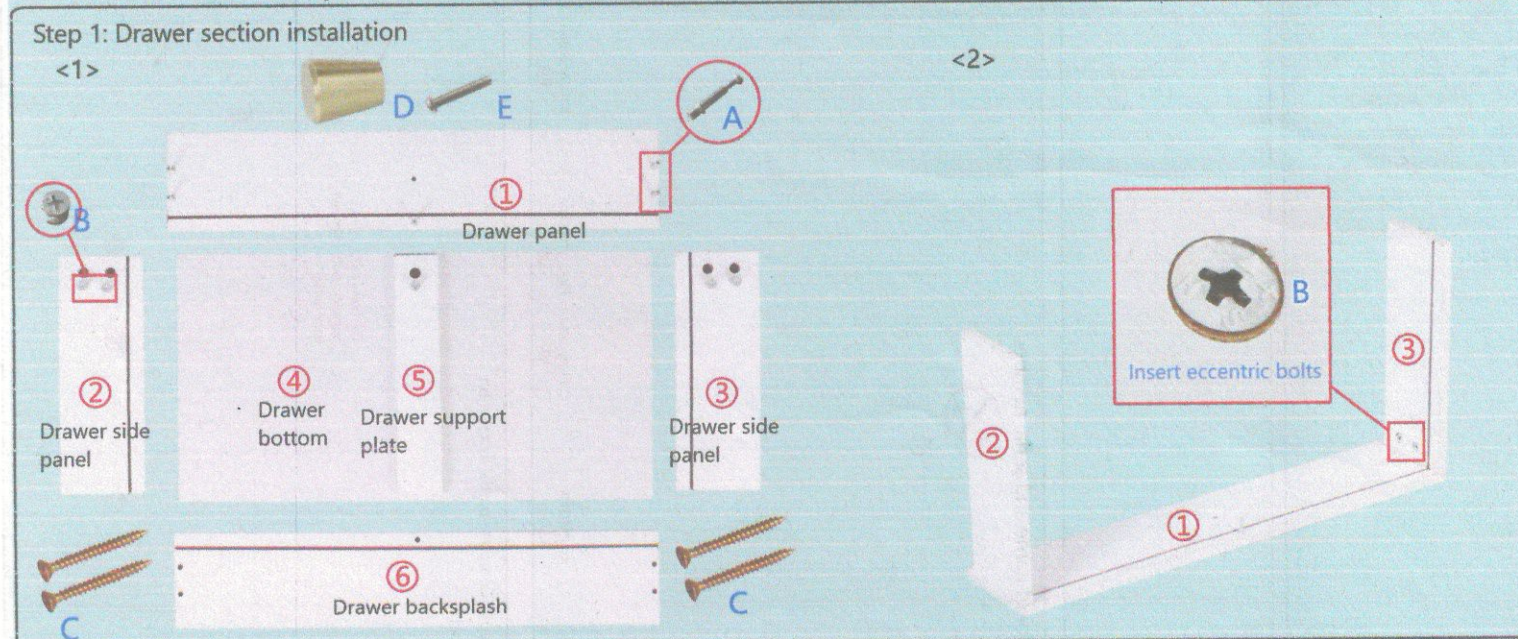 Step 1: Drawer section installation
<1>
<2>
D
E
A
①
Drawer panel
B
②
Drawer side
panel
④
Drawer
bottom
⑤
Drawer support
plate
③
Drawer side
panel
C
⑥
Drawer backsplash
C
B
Insert eccentric bolts
③
②
①